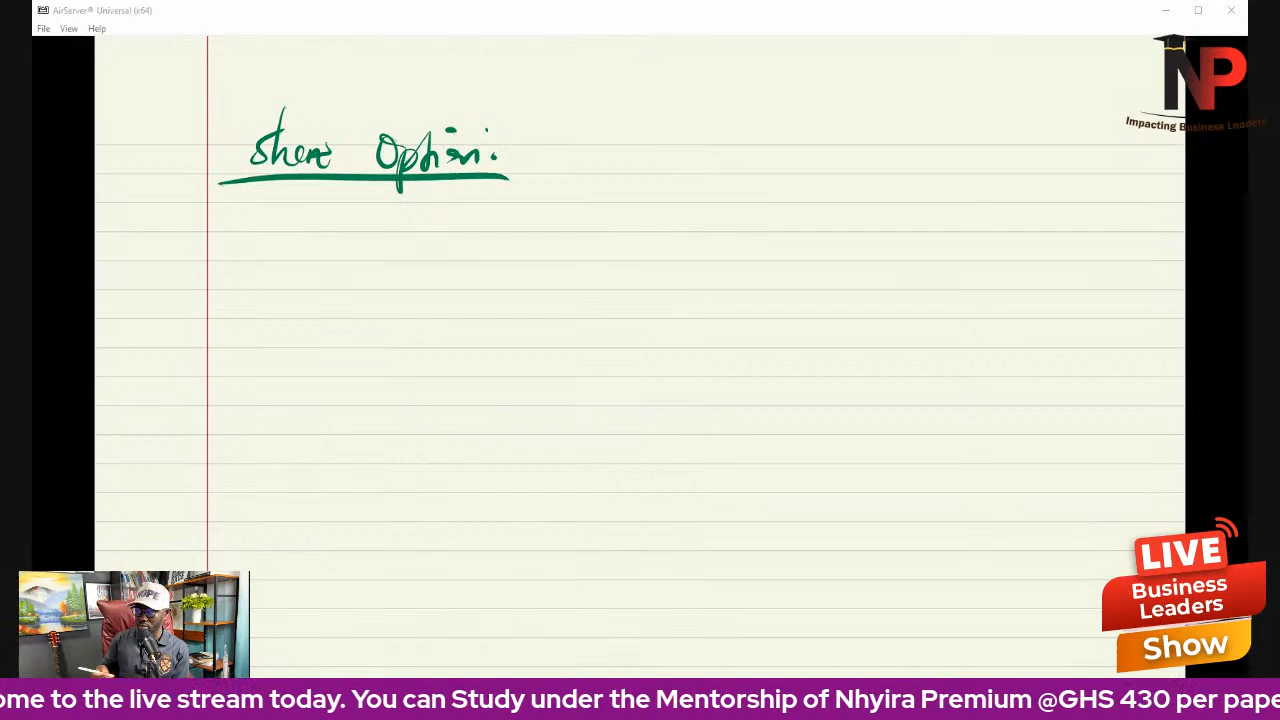 AirServer® Universal (x64)
File View Help
NP
Impacting Business Leaders
Share Option:
LIVE
Business
Leaders
Show
ome to the live stream today. You can Study under the Mentorship of Nhyira Premium @GHS 430 per pape